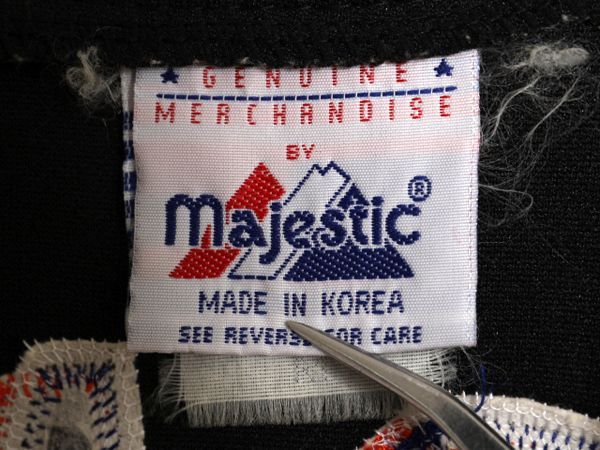 ★ GENUINE ★
MERCHANDISE
BY
Majestic®
MADE IN KOREA
SEE REVERSE FOR CARE